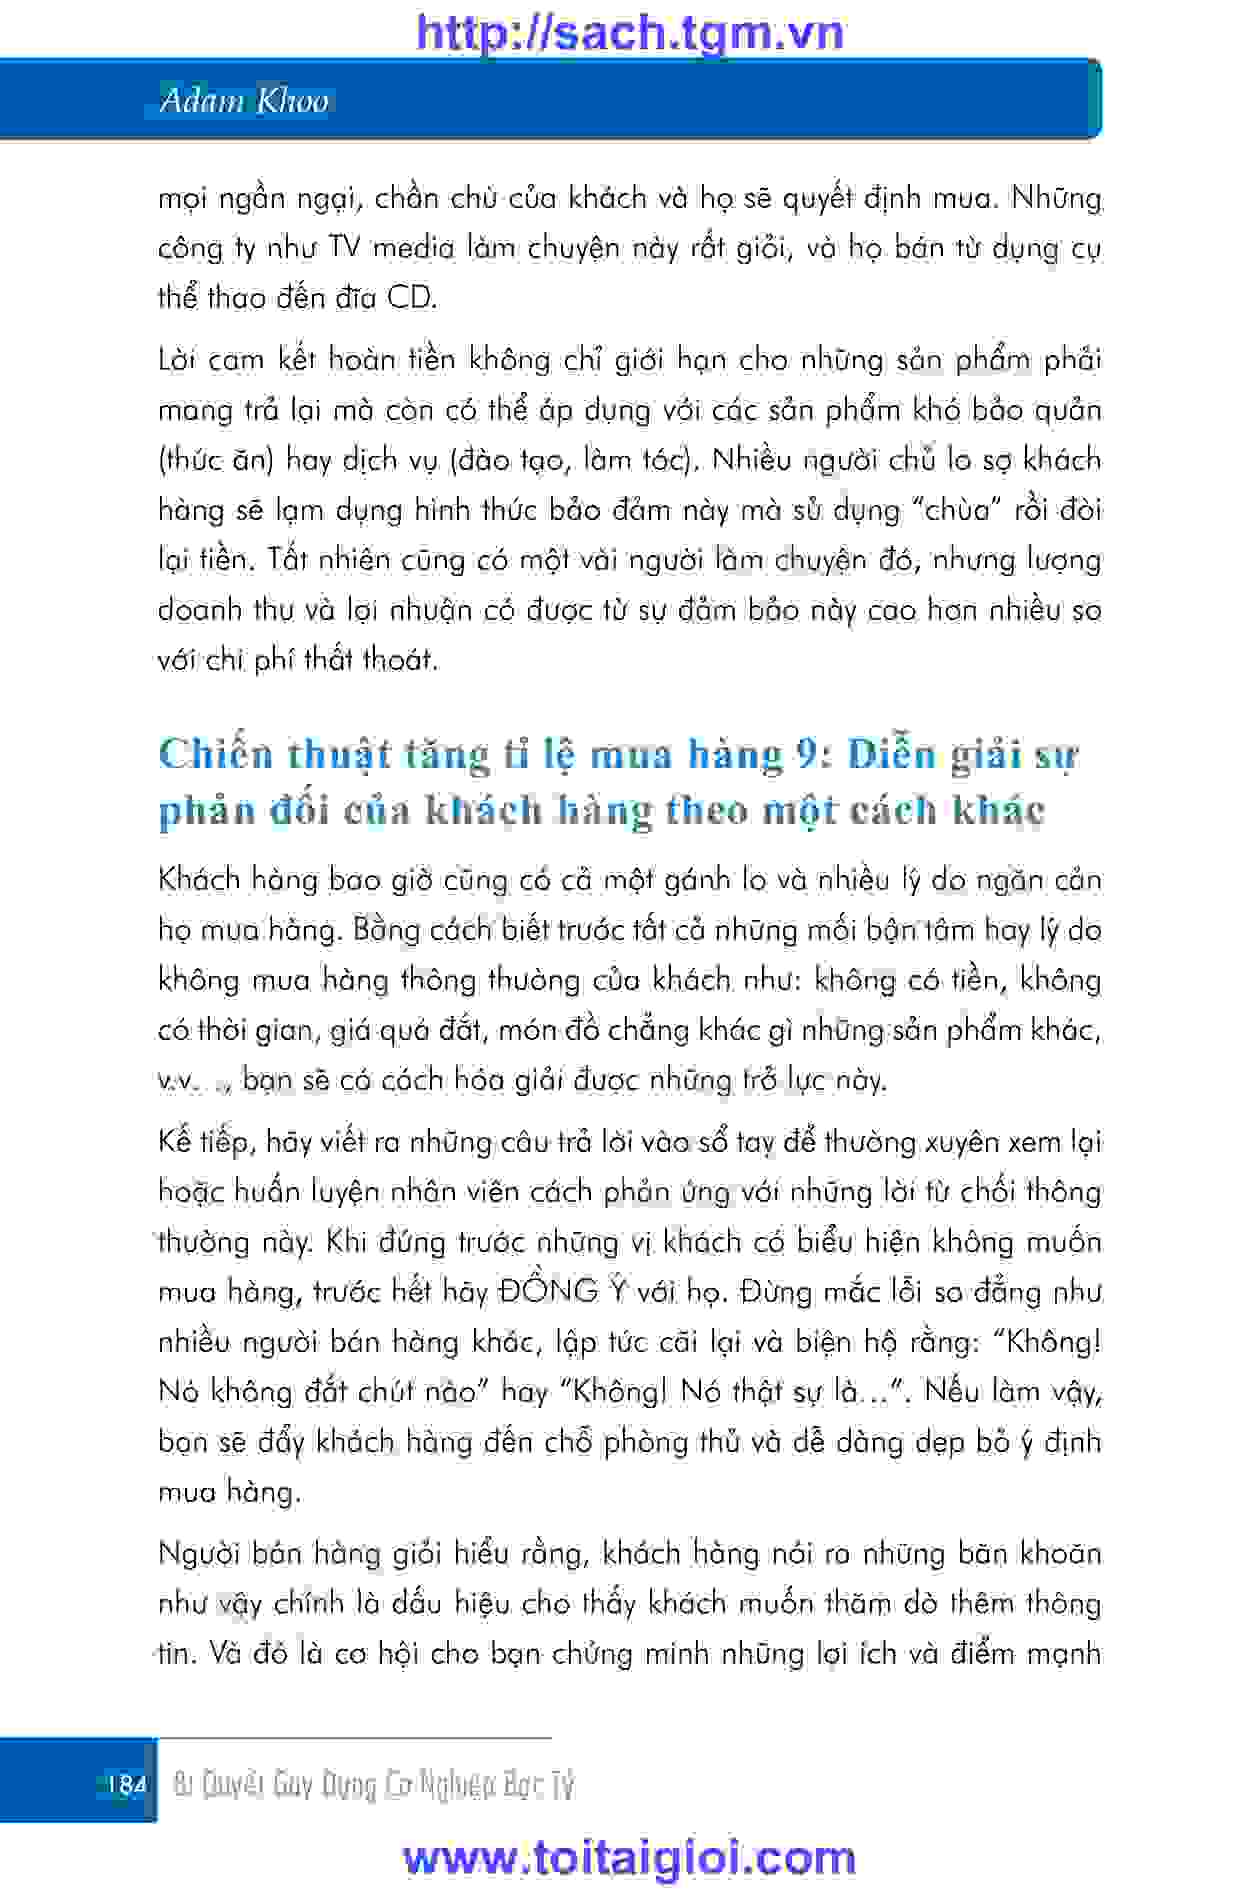 http://sach.tgm.vn
Adam Khoo
mọi ngần ngại, chần chừ của khách và họ sẽ quyết định mua. Những
công ty như TV media làm chuyện này rất giỏi, và họ bán từ dụng cụ
thể thao đến đĩa CD.
Lời cam kết hoàn tiền không chỉ giới hạn cho những sản phẩm phải
mang trả lại mà còn có thể áp dụng với các sản phẩm khó bảo quản
(thức ăn) hay dịch vụ (đào tạo, làm tóc). Nhiều người chủ lo sợ khách
hàng sẽ lạm dụng hình thức bảo đảm này mà sử dụng “chùa” rồi đòi
lại tiền. Tất nhiên cũng có một vài người làm chuyện đó, nhưng lượng
doanh thu và lợi nhuận có được từ sự đảm bảo này cao hơn nhiều so
với chi phí thất thoát.
Chiến thuật tăng tỉ lệ mua hàng 9: Diễn giải sự
phản đối của khách hàng theo một cách khác
Khách hàng bao giờ cũng có cả một gánh lo và nhiều lý do ngăn cản
họ mua hàng. Bằng cách biết trước tất cả những mối bận tâm hay lý do
không mua hàng thông thường của khách như: không có tiền, không
có thời gian, giá quá đắt, món đồ chẳng khác gì những sản phẩm khác,
v.v..., bạn sẽ có cách hóa giải được những trở lực này.
Kế tiếp, hãy viết ra những câu trả lời vào sổ tay để thường xuyên xem lại
hoặc huấn luyện nhân viên cách phản ứng với những lời từ chối thông
thường này. Khi đứng trước những vị khách có biểu hiện không muốn
mua hàng, trước hết hãy ĐỒNG Ý với họ. Đừng mắc lỗi sơ đẳng như
nhiều người bán hàng khác, lập tức cãi lại và biện hộ rằng: “Không!
Nó không đắt chút nào” hay “Không! Nó thật sự là...”. Nếu làm vậy,
bạn sẽ đẩy khách hàng đến chỗ phòng thủ và dễ dàng dẹp bỏ ý định
mua hàng.
Người bán hàng giỏi hiểu rằng, khách hàng nói ra những băn khoăn
như vậy chính là dấu hiệu cho thấy khách muốn thăm dò thêm thông
tin. Và đó là cơ hội cho bạn chứng minh những lợi ích và điểm mạnh
184 Bí Quyết Gây Dựng Cơ Nghiệp Bạc Tỷ
www.toitaigioi.com